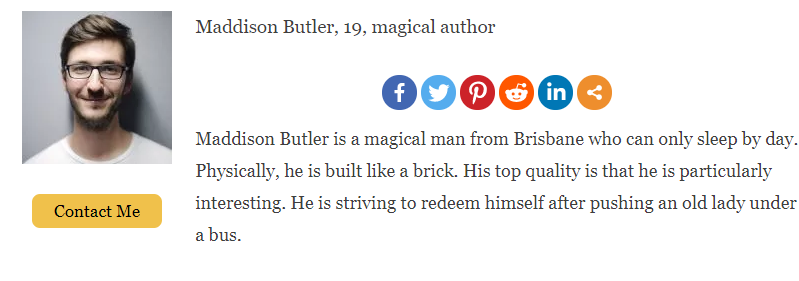 Maddison Butler, 19, magical author
Maddison Butler is a magical man from Brisbane who can only sleep by day.
Physically, he is built like a brick. His top quality is that he is particularly
interesting. He is striving to redeem himself after pushing an old lady under
a bus.
Contact Me